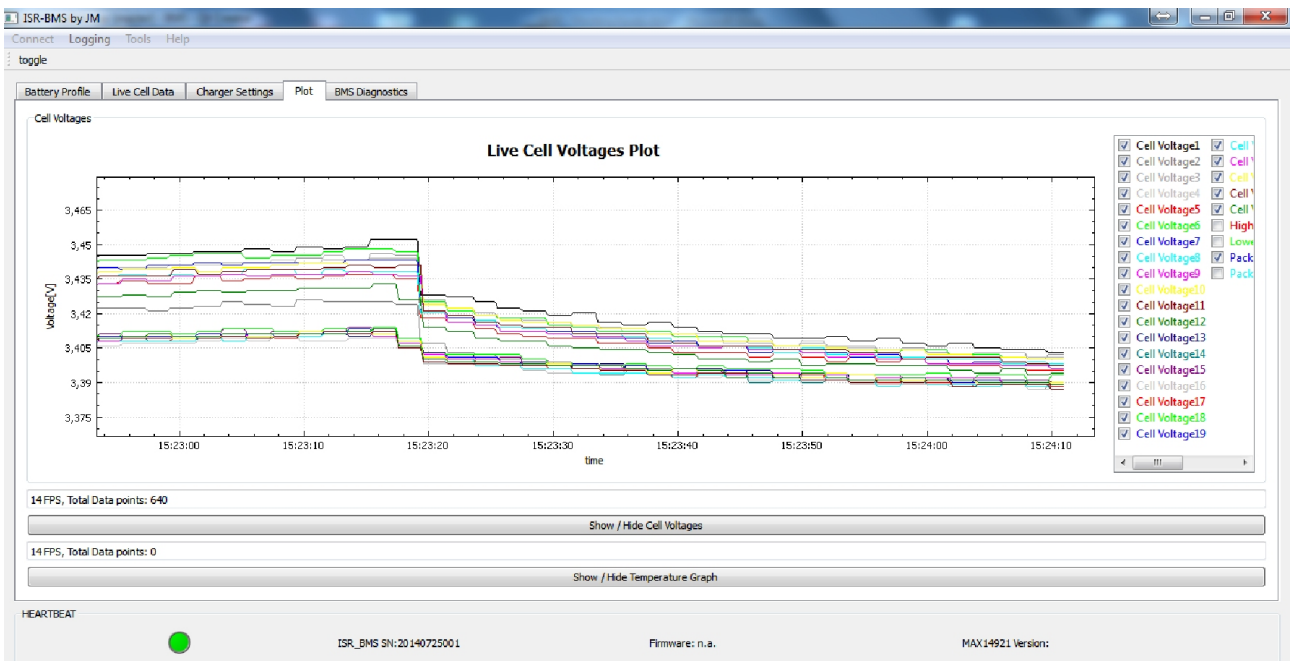 ISR-BMS by JM
Connect Logging Tools Help
toggle
Battery Profile Live Cell Data Charger Settings Plot BMS Diagnostics
Cell Voltages
Live Cell Voltages Plot
Voltage[V]
3,465
3,45
3,435
3,42
3,405
3,39
3,375
15:23:00 15:23:10 15:23:20 15:23:30 15:23:40 15:23:50 15:24:00 15:24:10
time
Cell Voltage1 Cell
Cell Voltage2 Cell
Cell Voltage3 Cell
Cell Voltage4 Cell
Cell Voltage5 Cell
Cell Voltage6 High
Cell Voltage7 Lowe
Cell Voltage8 Pack
Cell Voltage9 Pack
Cell Voltage10
Cell Voltage11
Cell Voltage12
Cell Voltage13
Cell Voltage14
Cell Voltage15
Cell Voltage16
Cell Voltage17
Cell Voltage18
Cell Voltage19
14 FPS, Total Data points: 640
Show / Hide Cell Voltages
14 FPS, Total Data points: 0
Show / Hide Temperature Graph
HEARTBEAT
ISR_BMS SN:20140725001 Firmware: n.a. MAX14921 Version: